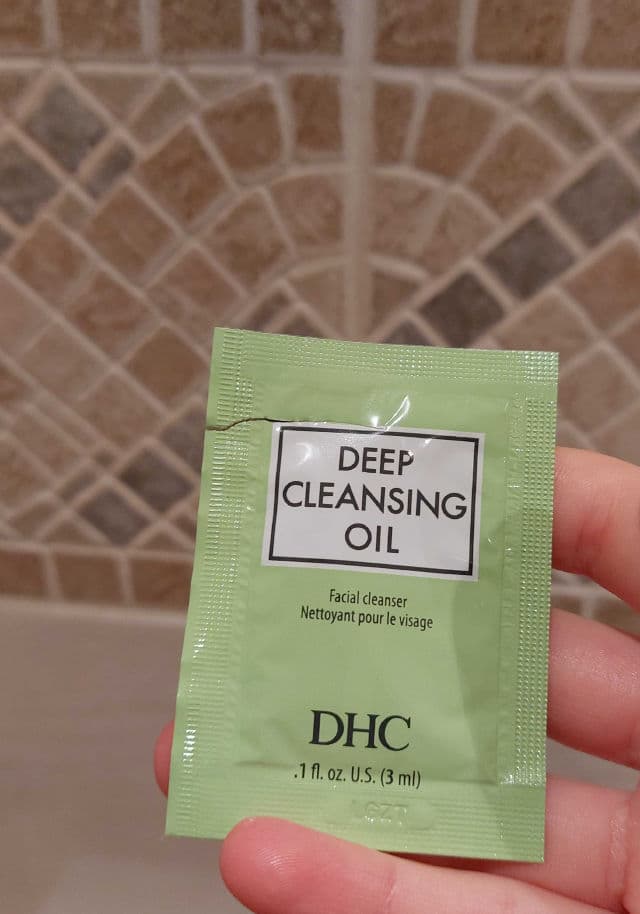 DEEP
CLEANSING
OIL
Facial cleanser
Nettoyant pour le visage
DHC
.1 fl. oz. U.S. (3 ml)